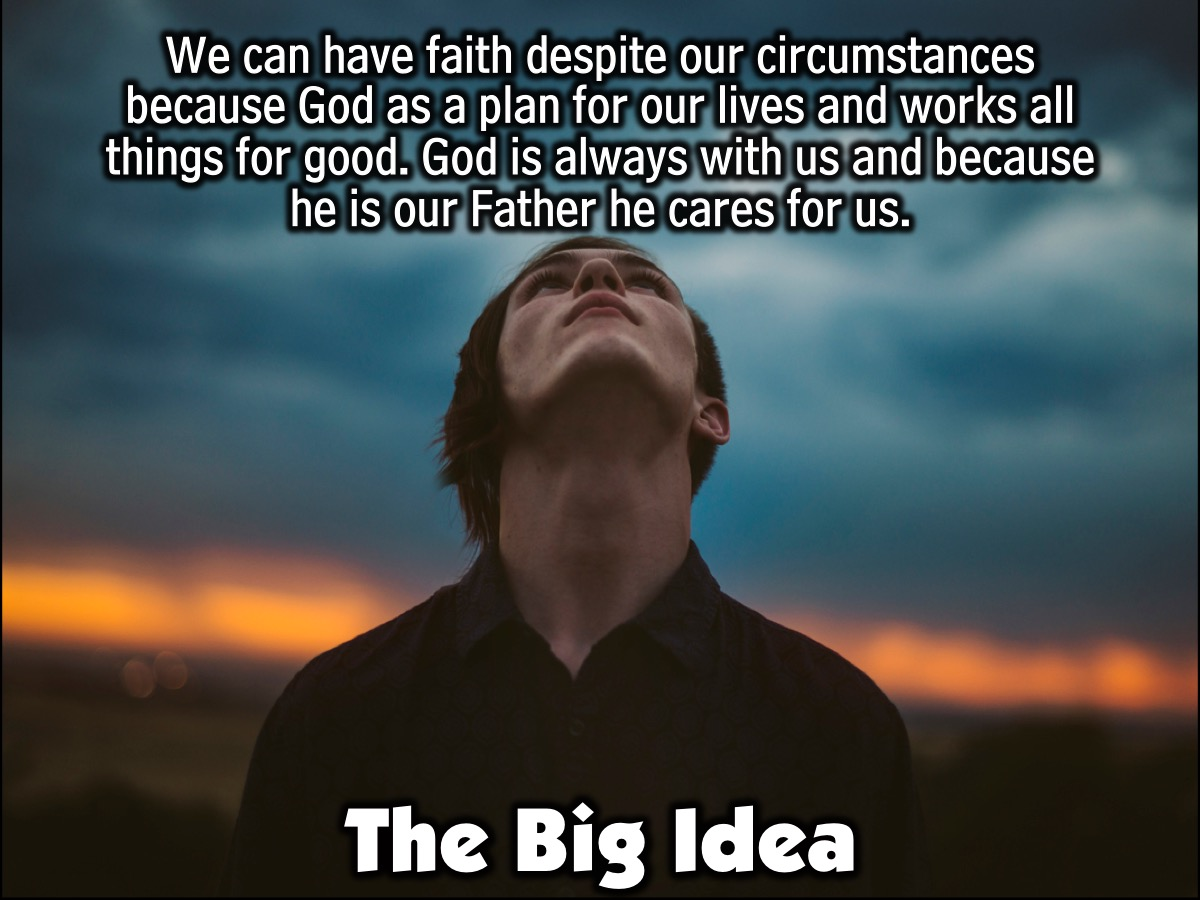 We can have faith despite our circumstances
because God as a plan for our lives and works all
things for good. God is always with us and because
he is our Father he cares for us.
The Big Idea